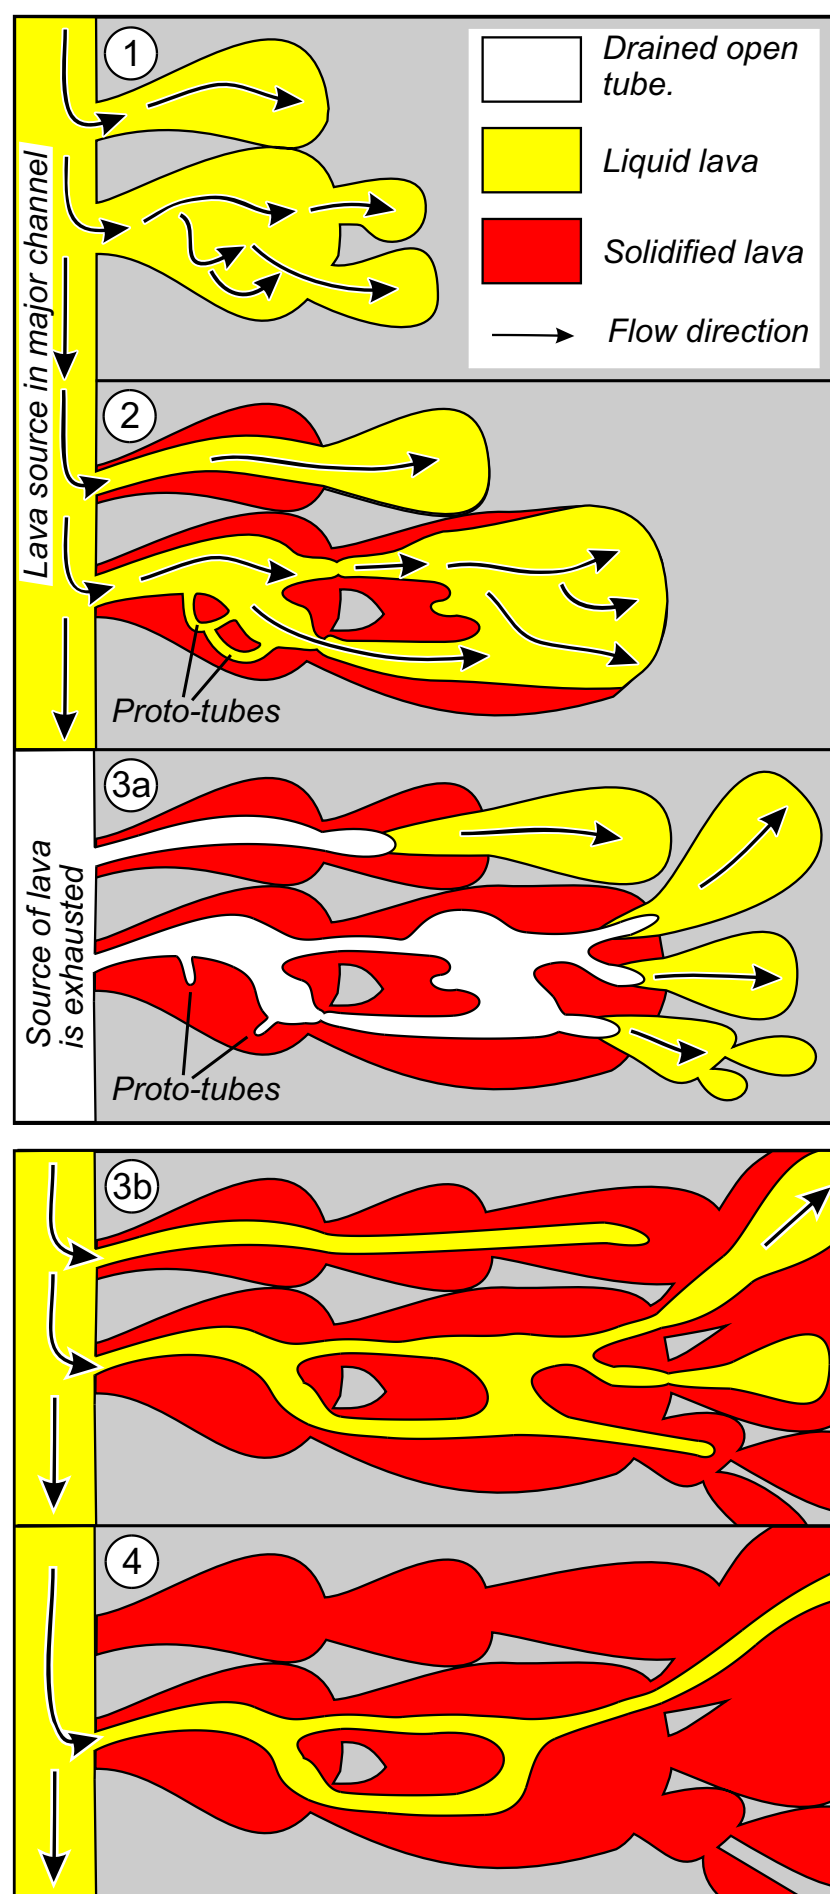 1
Drained open
tube.
Liquid lava
Solidified lava
Flow direction
Lava source in major channel
2
Proto-tubes
3a
Source of lava
is exhausted
Proto-tubes
3b
4